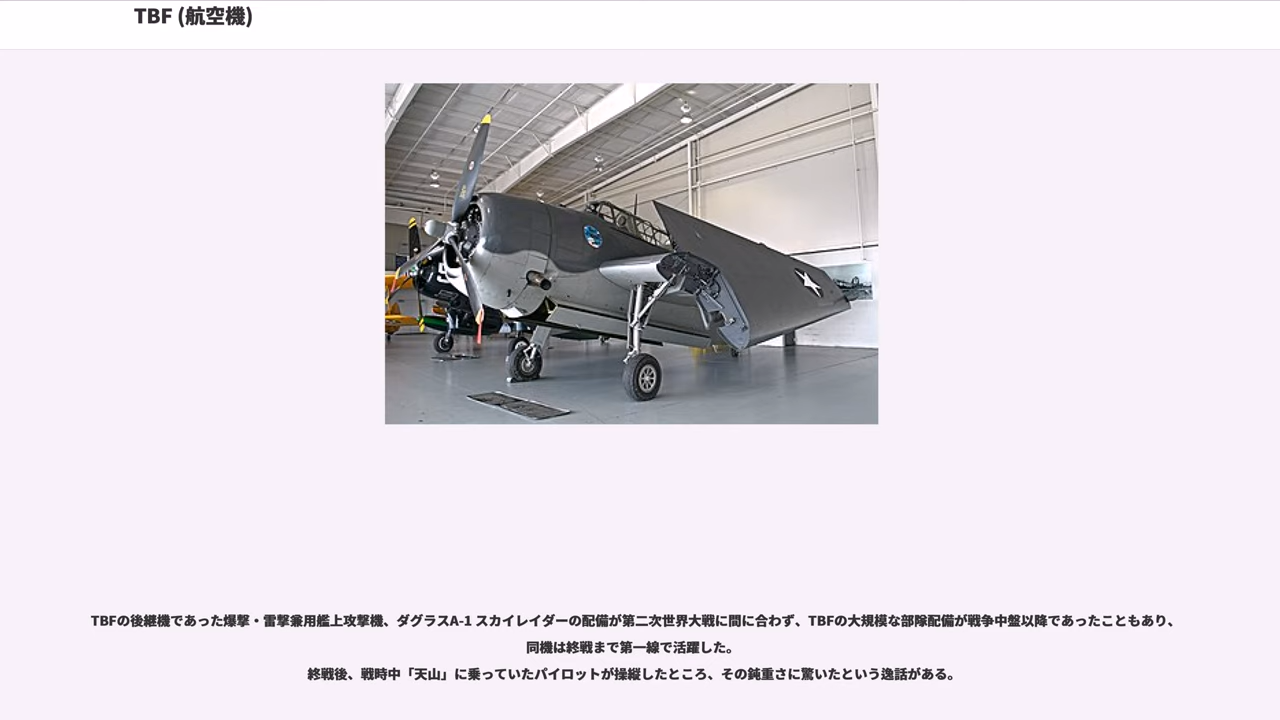 TBF (航空機)
TBFの後継機であった爆撃・雷撃兼用艦上攻撃機、ダグラスA-1 スカイレイダーの配備が第二次世界大戦に間に合わず、TBFの大規模な部隊配備が戦争中盤以降であったこともあり、
同機は終戦まで第一線で活躍した。
終戦後、戦時中「天山」に乗っていたパイロットが操縦したところ、その鈍重さに驚いたという逸話がある。